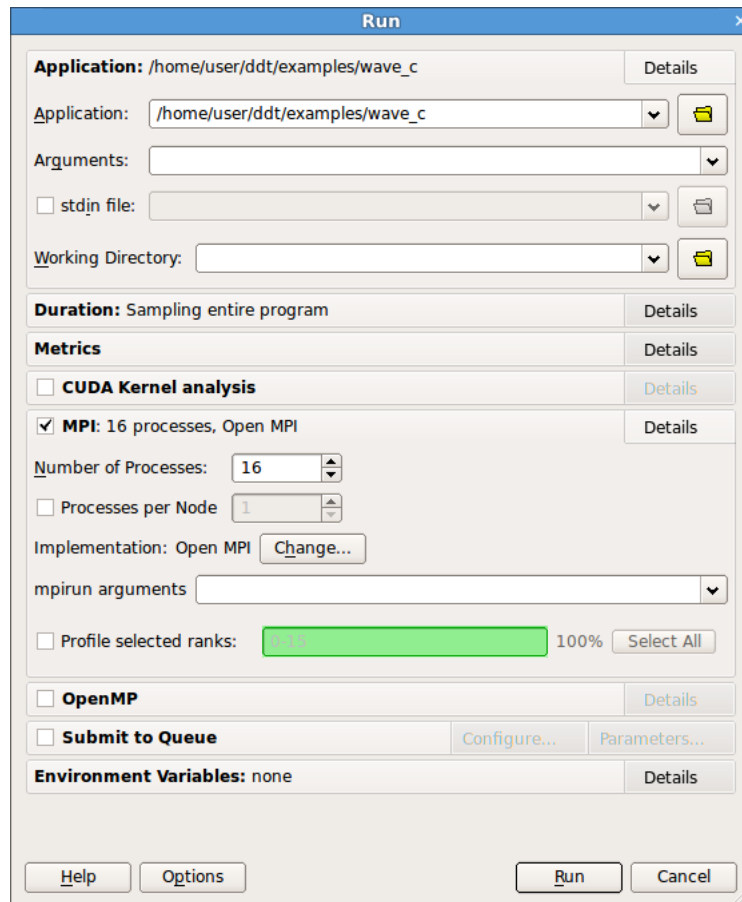 Run
Application: /home/user/ddt/examples/wave_c Details
Application: /home/user/ddt/examples/wave_c
Arguments:
stdin file:
Working Directory:
Duration: Sampling entire program Details
Metrics Details
CUDA Kernel analysis Details
MPI: 16 processes, Open MPI Details
Number of Processes: 16
Processes per Node 1
Implementation: Open MPI Change...
mpirun arguments
Profile selected ranks: 0-15 100% Select All
OpenMP Details
Submit to Queue Configure... Parameters...
Environment Variables: none Details
Help Options Run Cancel